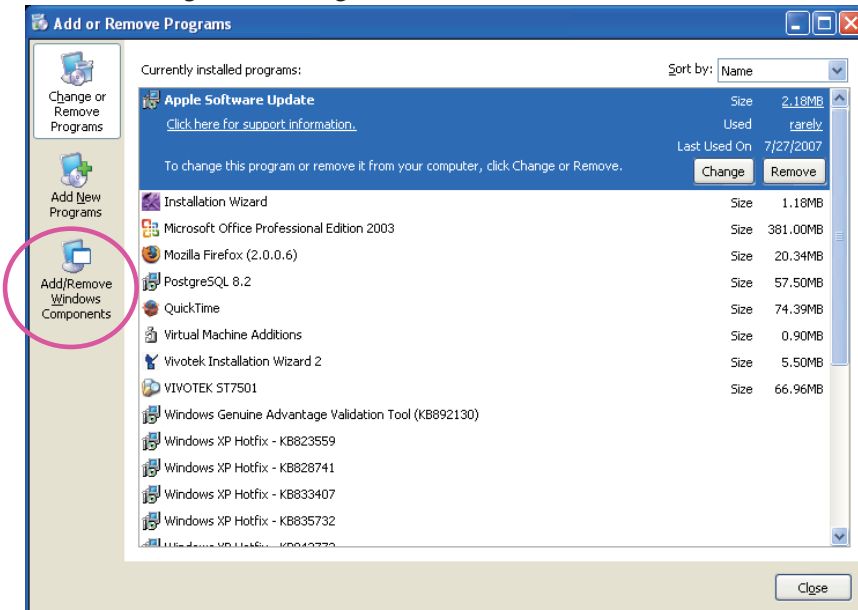 Add or Remove Programs
Change or
Remove
Programs
Add New
Programs
Add/Remove
Windows
Components
Currently installed programs:
Sort by: Name
Apple Software Update Size 2.18MB
Click here for support information. Used rarely
Last Used On 7/27/2007
To change this program or remove it from your computer, click Change or Remove. Change Remove
Installation Wizard Size 1.18MB
Microsoft Office Professional Edition 2003 Size 381.00MB
Mozilla Firefox (2.0.0.6) Size 20.34MB
PostgreSQL 8.2 Size 57.50MB
QuickTime Size 74.39MB
Virtual Machine Additions Size 0.90MB
Vivotek Installation Wizard 2 Size 5.50MB
VIVOTEK ST7501 Size 66.96MB
Windows Genuine Advantage Validation Tool (KB892130)
Windows XP Hotfix - KB823559
Windows XP Hotfix - KB828741
Windows XP Hotfix - KB833407
Windows XP Hotfix - KB835732
Close